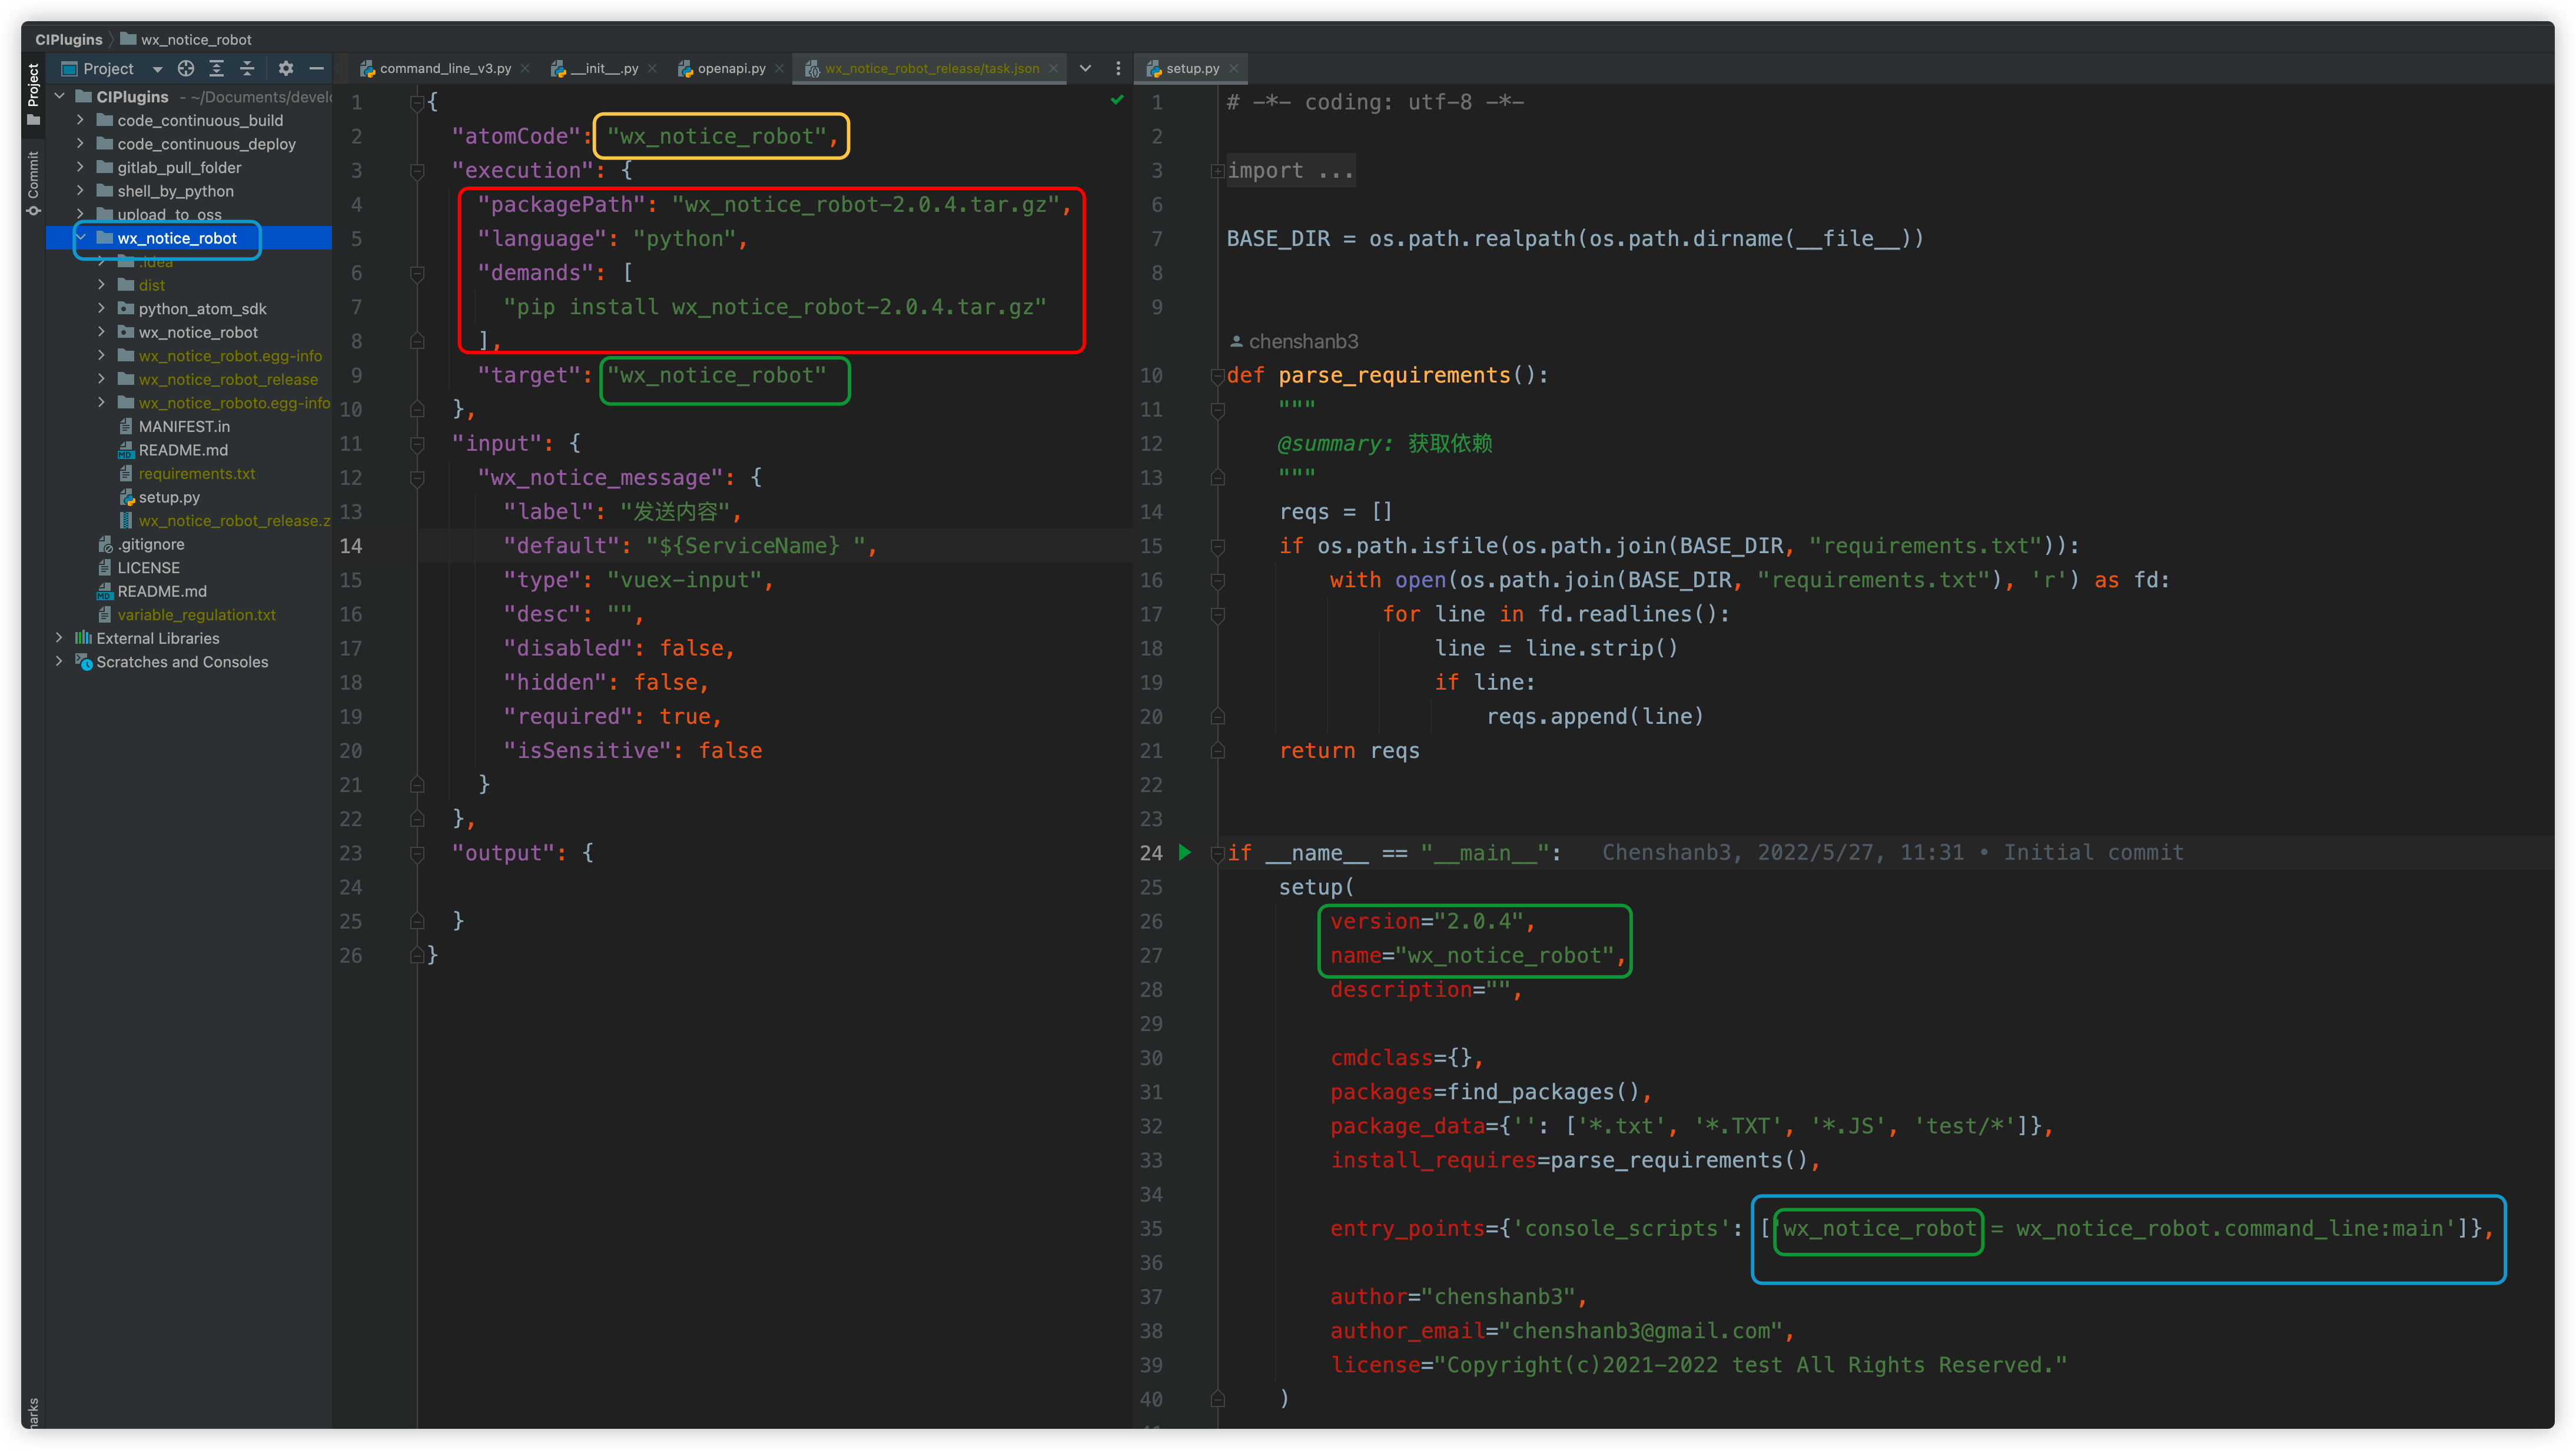 CIPlugins wx_notice_robot
Project
command_line_v3.py
__init__.py
openapi.py
wx_notice_robot_release/task.json
setup.py
Project
Commit
CIPlugins - ~/Documents/develo
code_continuous_build
code_continuous_deploy
gitlab_pull_folder
shell_by_python
upload_to_oss
wx_notice_robot
.idea
dist
python_atom_sdk
wx_notice_robot
wx_notice_robot.egg-info
wx_notice_robot_release
wx_notice_roboto.egg-info
MANIFEST.in
README.md
requirements.txt
setup.py
wx_notice_robot_release.z
.gitignore
LICENSE
README.md
variable_regulation.txt
External Libraries
Scratches and Consoles
arks
1 {
2 "atomCode": "wx_notice_robot",
3 "execution": {
4 "packagePath": "wx_notice_robot-2.0.4.tar.gz",
5 "language": "python",
6 "demands": [
7 "pip install wx_notice_robot-2.0.4.tar.gz"
8 ],
9 "target": "wx_notice_robot"
10 },
11 "input": {
12 "wx_notice_message": {
13 "label": "发送内容",
14 "default": "${ServiceName} ",
15 "type": "vuex-input",
16 "desc": "",
17 "disabled": false,
18 "hidden": false,
19 "required": true,
20 "isSensitive": false
21 }
22 },
23 "output": {
24
25 }
26 }
1 # -*- coding: utf-8 -*-
2
3 import ...
6
7 BASE_DIR = os.path.realpath(os.path.dirname(__file__))
8
9
chenshanb3
10 def parse_requirements():
11 """
12 @summary: 获取依赖
13 """
14 reqs = []
15 if os.path.isfile(os.path.join(BASE_DIR, "requirements.txt")):
16 with open(os.path.join(BASE_DIR, "requirements.txt"), 'r') as fd:
17 for line in fd.readlines():
18 line = line.strip()
19 if line:
20 reqs.append(line)
21 return reqs
22
23
24 if __name__ == "__main__": Chenshanb3, 2022/5/27, 11:31 • Initial commit
25 setup(
26 version="2.0.4",
27 name="wx_notice_robot",
28 description="",
29
30 cmdclass={},
31 packages=find_packages(),
32 package_data={'': ['*.txt', '*.TXT', '*.JS', 'test/*']},
33 install_requires=parse_requirements(),
34
35 entry_points={'console_scripts': ['wx_notice_robot = wx_notice_robot.command_line:main']},
36
37 author="chenshanb3",
38 author_email="chenshanb3@gmail.com",
39 license="Copyright(c)2021-2022 test All Rights Reserved."
40 )